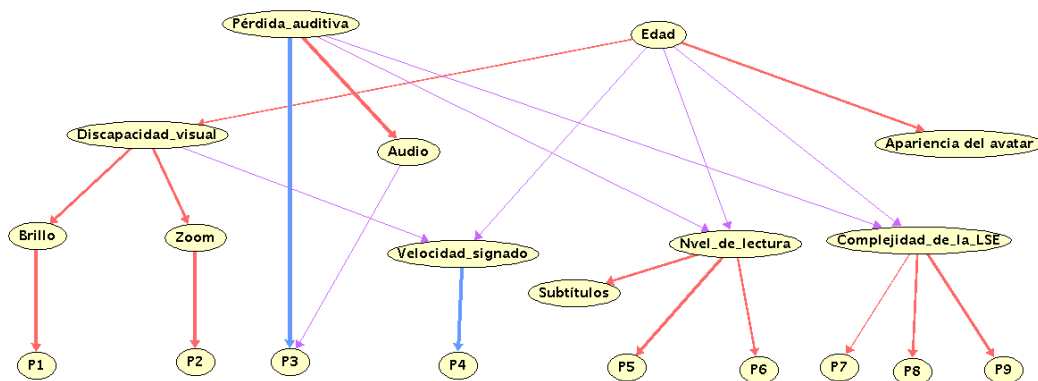 Pérdida_auditiva
Edad
Discapacidad_visual
Audio
Apariencia del avatar
Brillo
Zoom
Velocidad_signado
Nvel_de_lectura
Complejidad_de_la_LSE
Subtítulos
P1
P2
P3
P4
P5
P6
P7
P8
P9